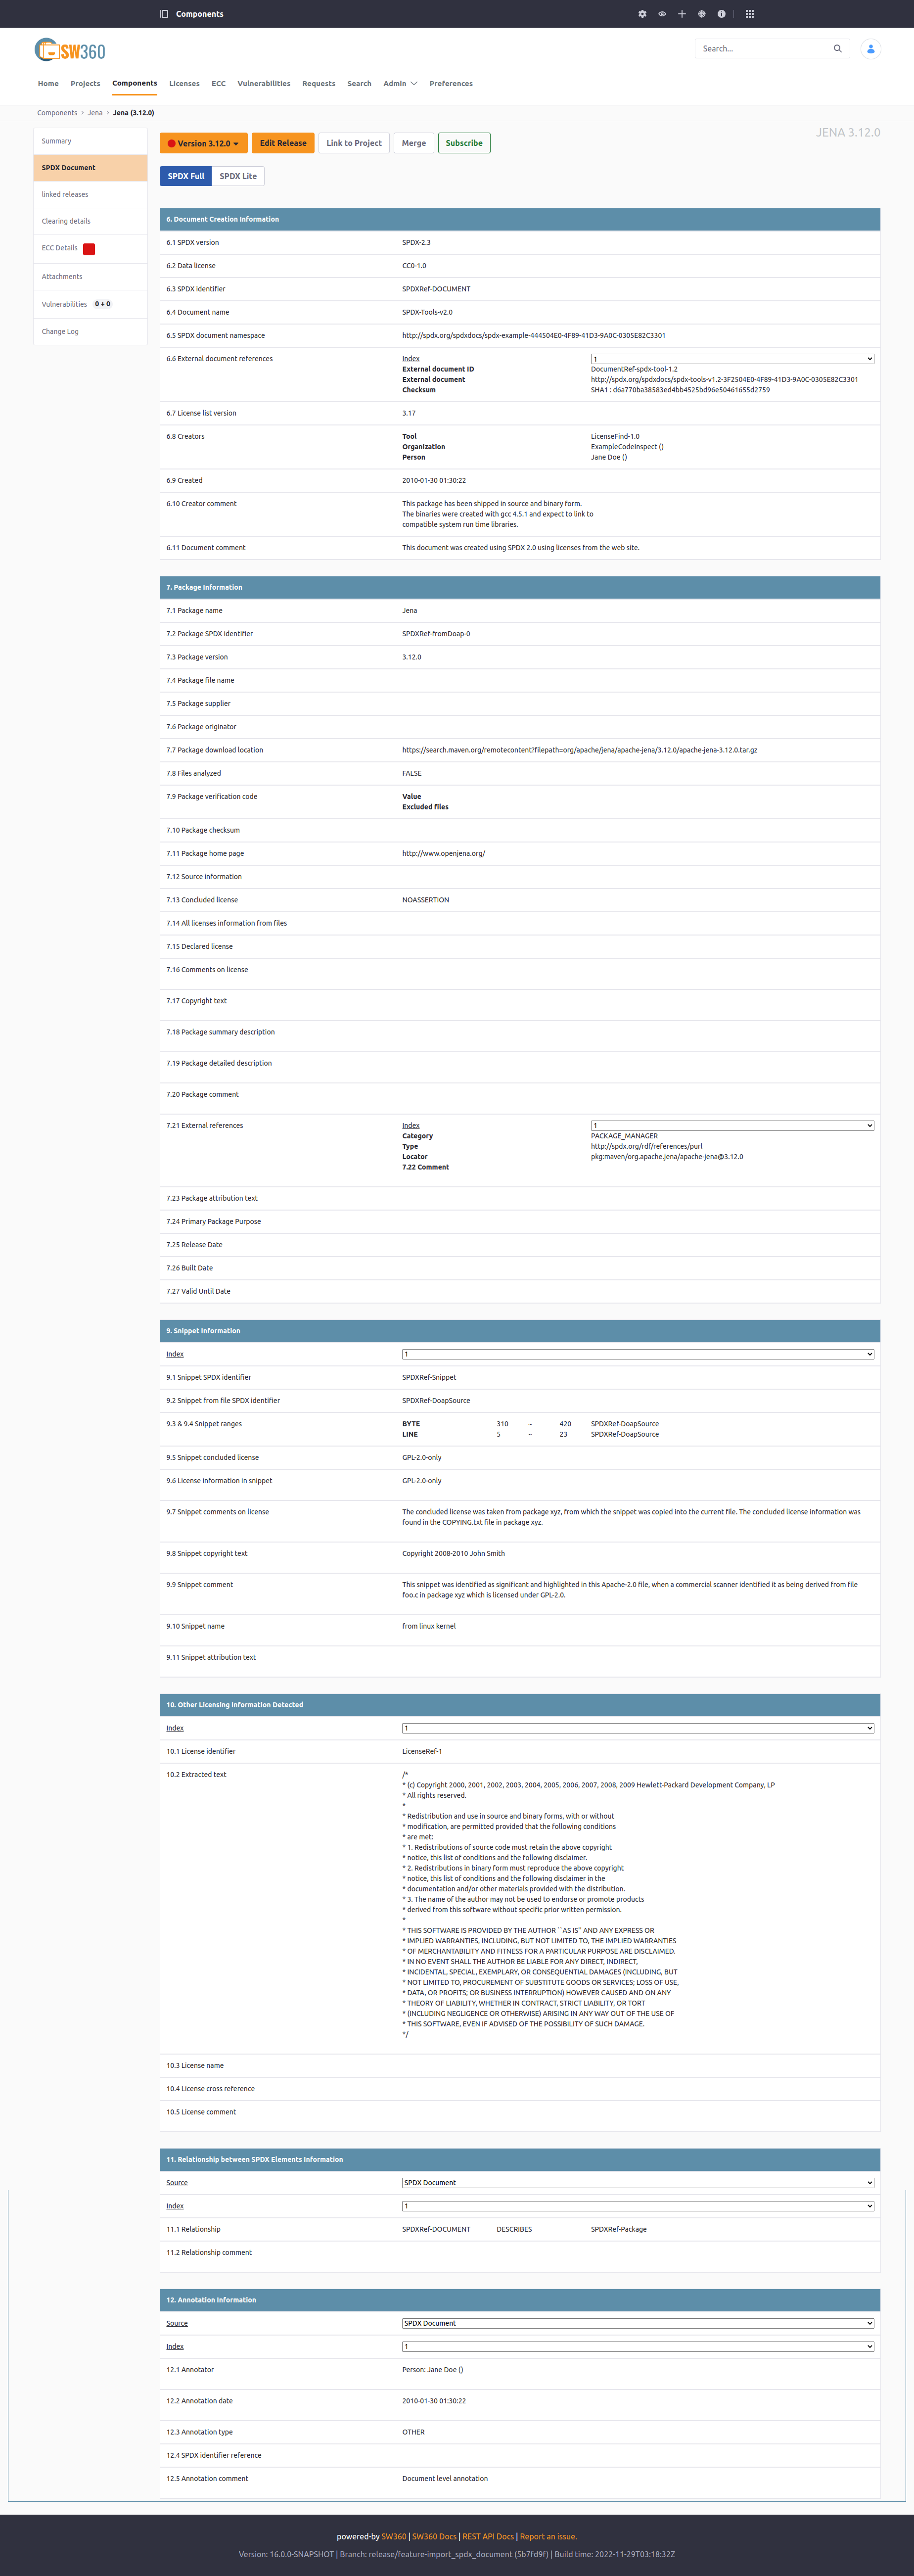 Components
SW360
Search...
Home Projects Components Licenses ECC Vulnerabilities Requests Search Admin Preferences
Components › Jena › Jena (3.12.0)
JENA 3.12.0
Summary
SPDX Document
linked releases
Clearing details
ECC Details
Attachments
Vulnerabilities 0 + 0
Change Log
Version 3.12.0 Edit Release Link to Project Merge Subscribe
SPDX Full SPDX Lite
6. Document Creation Information
6.1 SPDX version SPDX-2.3
6.2 Data license CC0-1.0
6.3 SPDX identifier SPDXRef-DOCUMENT
6.4 Document name SPDX-Tools-v2.0
6.5 SPDX document namespace http://spdx.org/spdxdocs/spdx-example-444504E0-4F89-41D3-9A0C-0305E82C3301
6.6 External document references Index 1
External document ID DocumentRef-spdx-tool-1.2
External document http://spdx.org/spdxdocs/spdx-tools-v1.2-3F2504E0-4F89-41D3-9A0C-0305E82C3301
Checksum SHA1 : d6a770ba38583ed4bb4525bd96e50461655d2759
6.7 License list version 3.17
6.8 Creators Tool LicenseFind-1.0
Organization ExampleCodeInspect ()
Person Jane Doe ()
6.9 Created 2010-01-30 01:30:22
6.10 Creator comment This package has been shipped in source and binary form.
The binaries were created with gcc 4.5.1 and expect to link to
compatible system run time libraries.
6.11 Document comment This document was created using SPDX 2.0 using licenses from the web site.
7. Package Information
7.1 Package name Jena
7.2 Package SPDX identifier SPDXRef-fromDoap-0
7.3 Package version 3.12.0
7.4 Package file name
7.5 Package supplier
7.6 Package originator
7.7 Package download location https://search.maven.org/remotecontent?filepath=org/apache/jena/apache-jena/3.12.0/apache-jena-3.12.0.tar.gz
7.8 Files analyzed FALSE
7.9 Package verification code Value
Excluded files
7.10 Package checksum
7.11 Package home page http://www.openjena.org/
7.12 Source information
7.13 Concluded license NOASSERTION
7.14 All licenses information from files
7.15 Declared license
7.16 Comments on license
7.17 Copyright text
7.18 Package summary description
7.19 Package detailed description
7.20 Package comment
7.21 External references Index 1
Category PACKAGE_MANAGER
Type http://spdx.org/rdf/references/purl
Locator pkg:maven/org.apache.jena/apache-jena@3.12.0
7.22 Comment
7.23 Package attribution text
7.24 Primary Package Purpose
7.25 Release Date
7.26 Built Date
7.27 Valid Until Date
9. Snippet Information
Index 1
9.1 Snippet SPDX identifier SPDXRef-Snippet
9.2 Snippet from file SPDX identifier SPDXRef-DoapSource
9.3 & 9.4 Snippet ranges BYTE 310 ~ 420 SPDXRef-DoapSource
LINE 5 ~ 23 SPDXRef-DoapSource
9.5 Snippet concluded license GPL-2.0-only
9.6 License information in snippet GPL-2.0-only
9.7 Snippet comments on license The concluded license was taken from package xyz, from which the snippet was copied into the current file. The concluded license information was
found in the COPYING.txt file in package xyz.
9.8 Snippet copyright text Copyright 2008-2010 John Smith
9.9 Snippet comment This snippet was identified as significant and highlighted in this Apache-2.0 file, when a commercial scanner identified it as being derived from file
foo.c in package xyz which is licensed under GPL-2.0.
9.10 Snippet name from linux kernel
9.11 Snippet attribution text
10. Other Licensing Information Detected
Index 1
10.1 License identifier LicenseRef-1
10.2 Extracted text /*
* (c) Copyright 2000, 2001, 2002, 2003, 2004, 2005, 2006, 2007, 2008, 2009 Hewlett-Packard Development Company, LP
* All rights reserved.
*
* Redistribution and use in source and binary forms, with or without
* modification, are permitted provided that the following conditions
* are met:
* 1. Redistributions of source code must retain the above copyright
* notice, this list of conditions and the following disclaimer.
* 2. Redistributions in binary form must reproduce the above copyright
* notice, this list of conditions and the following disclaimer in the
* documentation and/or other materials provided with the distribution.
* 3. The name of the author may not be used to endorse or promote products
* derived from this software without specific prior written permission.
*
* THIS SOFTWARE IS PROVIDED BY THE AUTHOR ``AS IS'' AND ANY EXPRESS OR
* IMPLIED WARRANTIES, INCLUDING, BUT NOT LIMITED TO, THE IMPLIED WARRANTIES
* OF MERCHANTABILITY AND FITNESS FOR A PARTICULAR PURPOSE ARE DISCLAIMED.
* IN NO EVENT SHALL THE AUTHOR BE LIABLE FOR ANY DIRECT, INDIRECT,
* INCIDENTAL, SPECIAL, EXEMPLARY, OR CONSEQUENTIAL DAMAGES (INCLUDING, BUT
* NOT LIMITED TO, PROCUREMENT OF SUBSTITUTE GOODS OR SERVICES; LOSS OF USE,
* DATA, OR PROFITS; OR BUSINESS INTERRUPTION) HOWEVER CAUSED AND ON ANY
* THEORY OF LIABILITY, WHETHER IN CONTRACT, STRICT LIABILITY, OR TORT
* (INCLUDING NEGLIGENCE OR OTHERWISE) ARISING IN ANY WAY OUT OF THE USE OF
* THIS SOFTWARE, EVEN IF ADVISED OF THE POSSIBILITY OF SUCH DAMAGE.
*/
10.3 License name
10.4 License cross reference
10.5 License comment
11. Relationship between SPDX Elements Information
Source SPDX Document
Index 1
11.1 Relationship SPDXRef-DOCUMENT DESCRIBES SPDXRef-Package
11.2 Relationship comment
12. Annotation Information
Source SPDX Document
Index 1
12.1 Annotator Person: Jane Doe ()
12.2 Annotation date 2010-01-30 01:30:22
12.3 Annotation type OTHER
12.4 SPDX identifier reference
12.5 Annotation comment Document level annotation
powered-by SW360 | SW360 Docs | REST API Docs | Report an issue.
Version: 16.0.0-SNAPSHOT | Branch: release/feature-import_spdx_document (5b7fd9f) | Build time: 2022-11-29T03:18:32Z